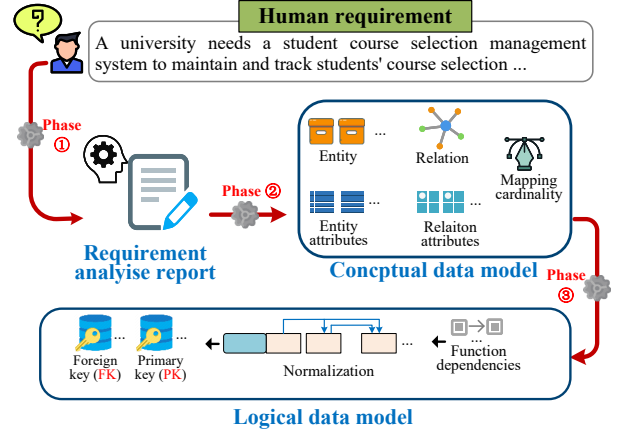 Human requirement
A university needs a student course selection management
system to maintain and track students' course selection ...
Phase
①
Phase ②
Requirement
analyise report
...
Entity
Relation
Mapping
cardinality
...
...
Entity
attributes
Relaiton
attributes
Concptual data model
Phase
③
...
...
Foreign
key (FK)
Primary
key (PK)
...
Normalization
...
Function
dependencies
Logical data model